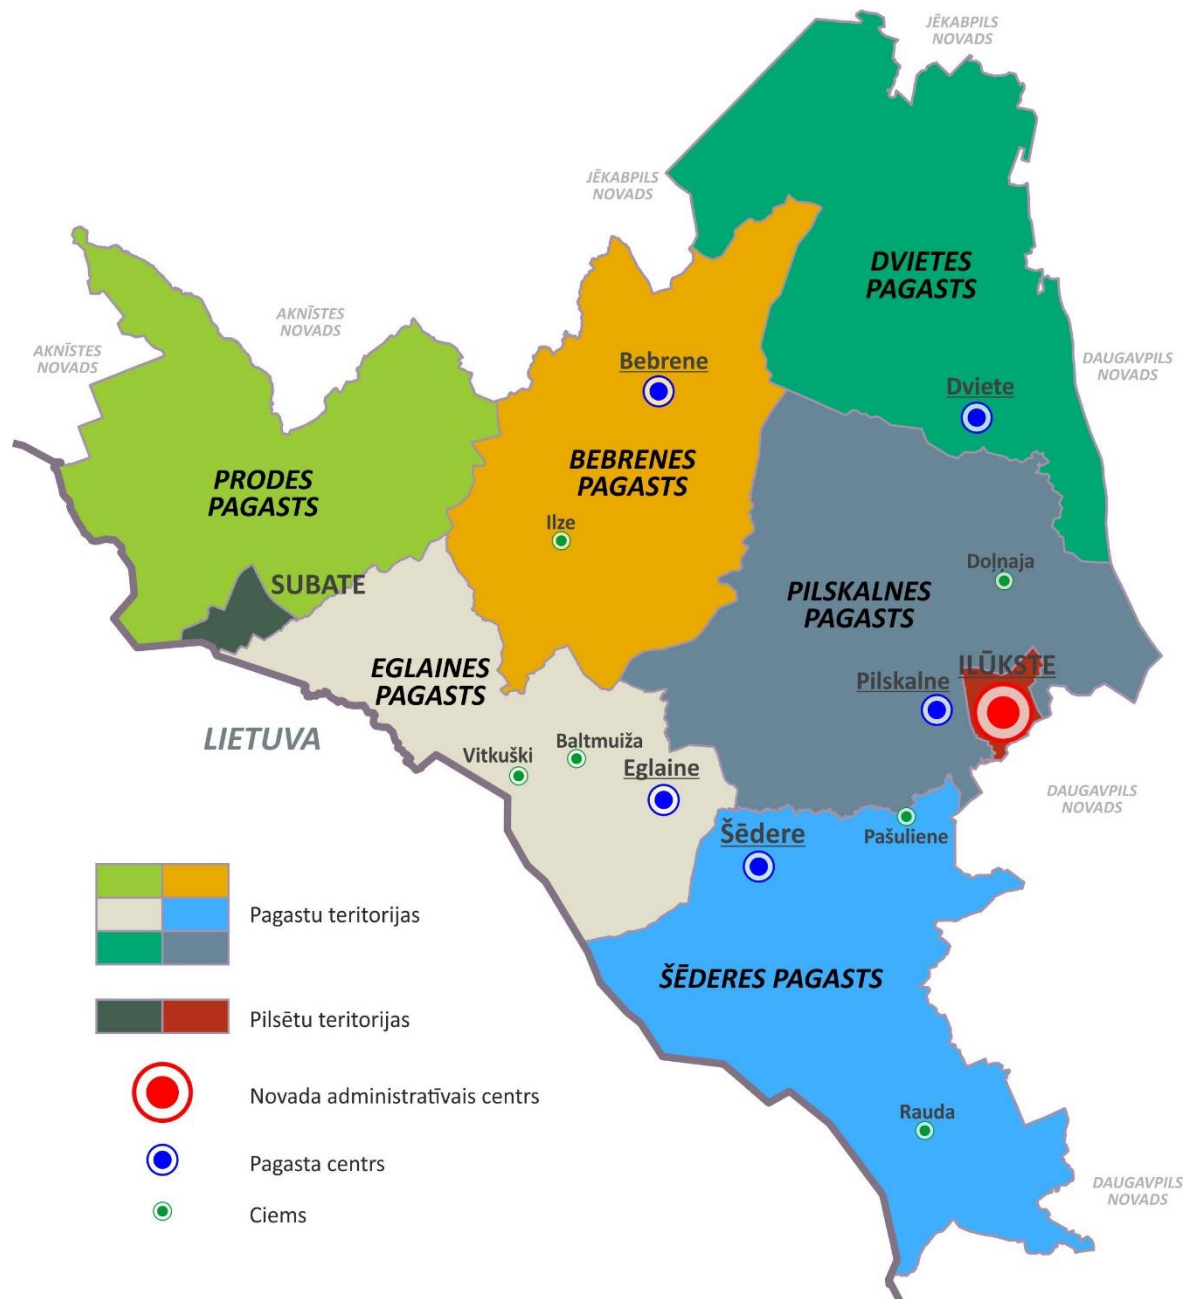 JĒKABPILS
NOVADS
JĒKABPILS
NOVADS
DVIETES
PAGASTS
AKNĪSTES
NOVADS
AKNĪSTES
NOVADS
DAUGAVPILS
NOVADS
Bebrene
Dviete
BEBRENES
PAGASTS
PRODES
PAGASTS
Ilze
Doļņaja
SUBATE
PILSKALNES
PAGASTS
EGLAINES
PAGASTS
ILŪKSTE
Pilskalne
LIETUVA
Vitkuški
Baltmuiža
Eglaine
DAUGAVPILS
NOVADS
Šēdere
Pašuliene
Pagastu teritorijas
ŠĒDERES PAGASTS
Pilsētu teritorijas
Novada administratīvais centrs
Rauda
Pagasta centrs
DAUGAVPILS
NOVADS
Ciems